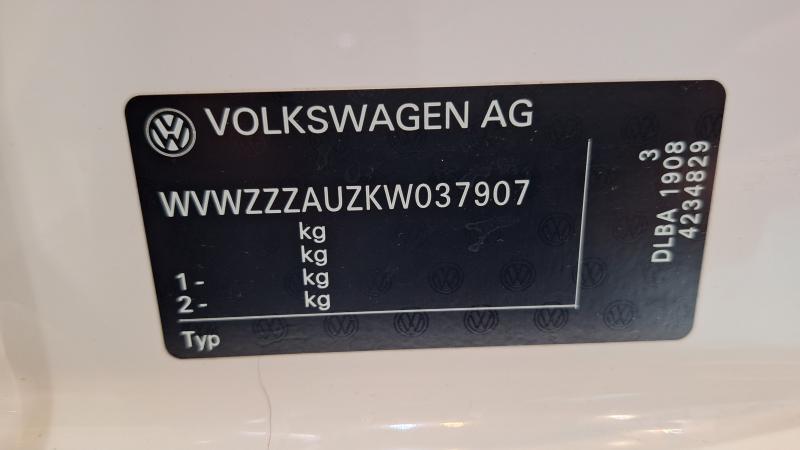 VOLKSWAGEN AG
WVWZZZAUZKW037907
kg
kg
1- kg
2- kg
Typ
3
DLBA 1908
4234829